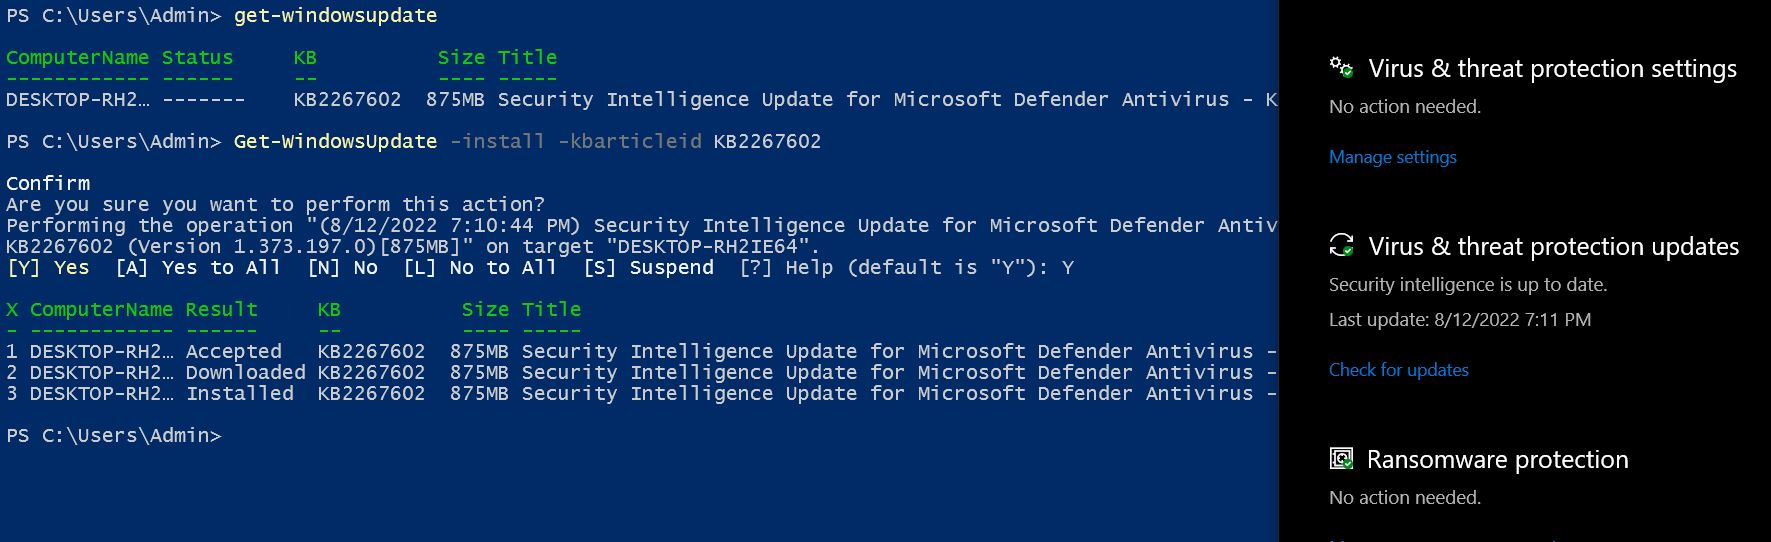 PS C:\Users\Admin> get-windowsupdate
ComputerName Status     KB          Size Title
------------ ------     --          ---- -----
DESKTOP-RH2… -------    KB2267602  875MB Security Intelligence Update for Microsoft Defender Antivirus - K
PS C:\Users\Admin> Get-WindowsUpdate -install -kbarticleid KB2267602
Confirm
Are you sure you want to perform this action?
Performing the operation "(8/12/2022 7:10:44 PM) Security Intelligence Update for Microsoft Defender Antiv
KB2267602 (Version 1.373.197.0)[875MB]" on target "DESKTOP-RH2IE64".
[Y] Yes  [A] Yes to All  [N] No  [L] No to All  [S] Suspend  [?] Help (default is "Y"): Y
X ComputerName Result     KB          Size Title
- ------------ ------     --          ---- -----
1 DESKTOP-RH2… Accepted   KB2267602  875MB Security Intelligence Update for Microsoft Defender Antivirus -
2 DESKTOP-RH2… Downloaded KB2267602  875MB Security Intelligence Update for Microsoft Defender Antivirus -
3 DESKTOP-RH2… Installed  KB2267602  875MB Security Intelligence Update for Microsoft Defender Antivirus -
PS C:\Users\Admin>
Virus & threat protection settings
No action needed.
Manage settings
Virus & threat protection updates
Security intelligence is up to date.
Last update: 8/12/2022 7:11 PM
Check for updates
Ransomware protection
No action needed.